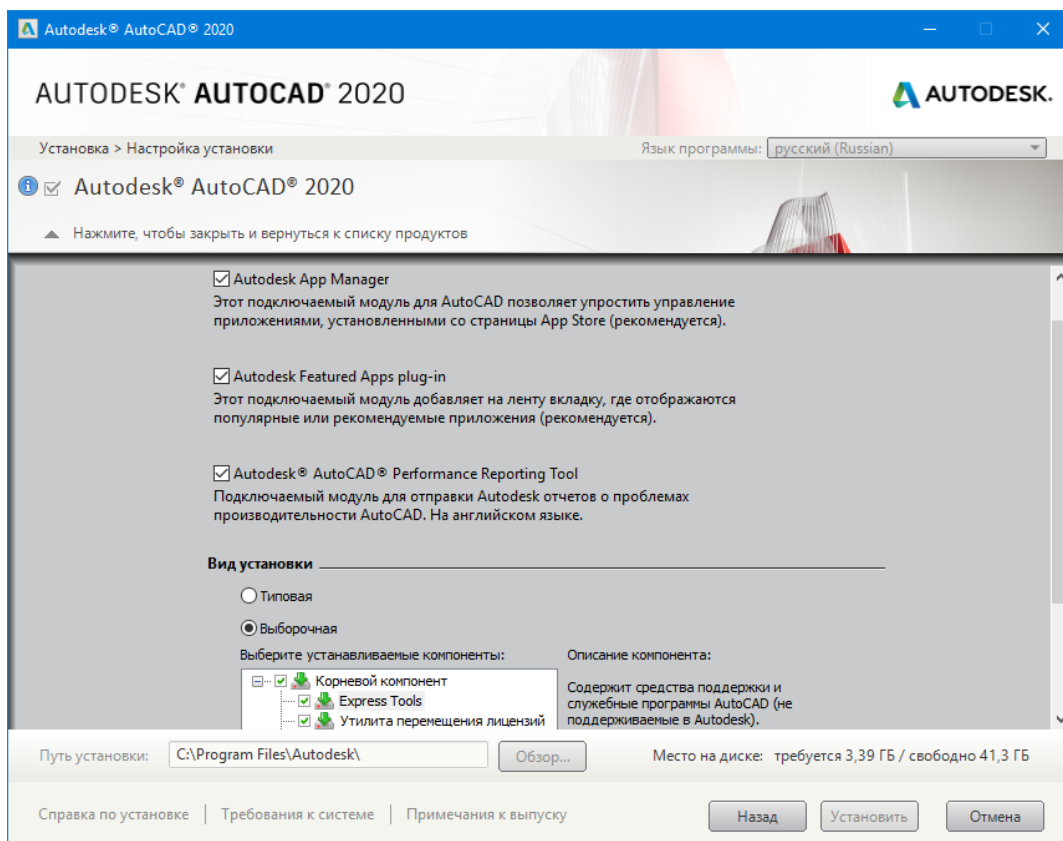 Autodesk® AutoCAD® 2020
AUTODESK® AUTOCAD® 2020
AUTODESK.
Установка > Настройка установки
Язык программы: русский (Russian)
Autodesk® AutoCAD® 2020
Нажмите, чтобы закрыть и вернуться к списку продуктов
Autodesk App Manager
Этот подключаемый модуль для AutoCAD позволяет упростить управление
приложениями, установленными со страницы App Store (рекомендуется).
Autodesk Featured Apps plug-in
Этот подключаемый модуль добавляет на ленту вкладку, где отображаются
популярные или рекомендуемые приложения (рекомендуется).
Autodesk® AutoCAD® Performance Reporting Tool
Подключаемый модуль для отправки Autodesk отчетов о проблемах
производительности AutoCAD. На английском языке.
Вид установки
Типовая
Выборочная
Выберите устанавливаемые компоненты:
Корневой компонент
Express Tools
Утилита перемещения лицензий
Описание компонента:
Содержит средства поддержки и
служебные программы AutoCAD (не
поддерживаемые в Autodesk).
Путь установки: C:\Program Files\Autodesk\ Обзор...
Место на диске: требуется 3,39 ГБ / свободно 41,3 ГБ
Справка по установке | Требования к системе | Примечания к выпуску
Назад Установить Отмена